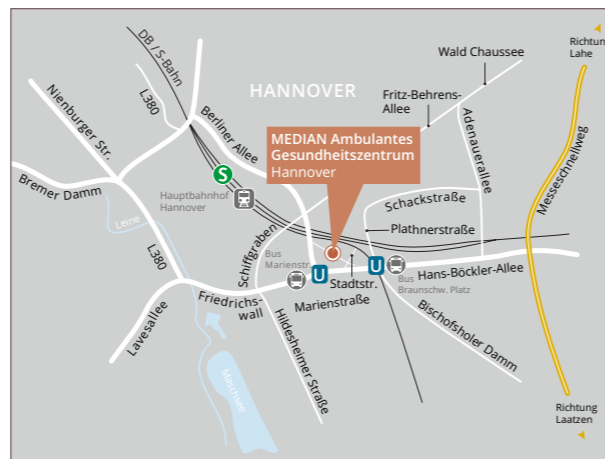 DB / S-Bahn
Wald Chaussee
Richtung
Lahe
L380
HANNOVER
Fritz-Behrens-
Allee
Nienburger Str.
Berliner Allee
MEDIAN Ambulantes
Gesundheitszentrum
Hannover
Adenauerallee
Messeschnellweg
S
Bremer Damm
Hauptbahnhof
Hannover
Schackstraße
Leine
Plathnerstraße
L380
Schiffgraben
Bus
Marienstr.
U
Stadtstr.
U
Bus
Braunschw. Platz
Hans-Böckler-Allee
Friedrichs-
wall
Marienstraße
Lavesallee
Hildesheimer Straße
Bischofsholer Damm
Maschsee
Richtung
Laatzen